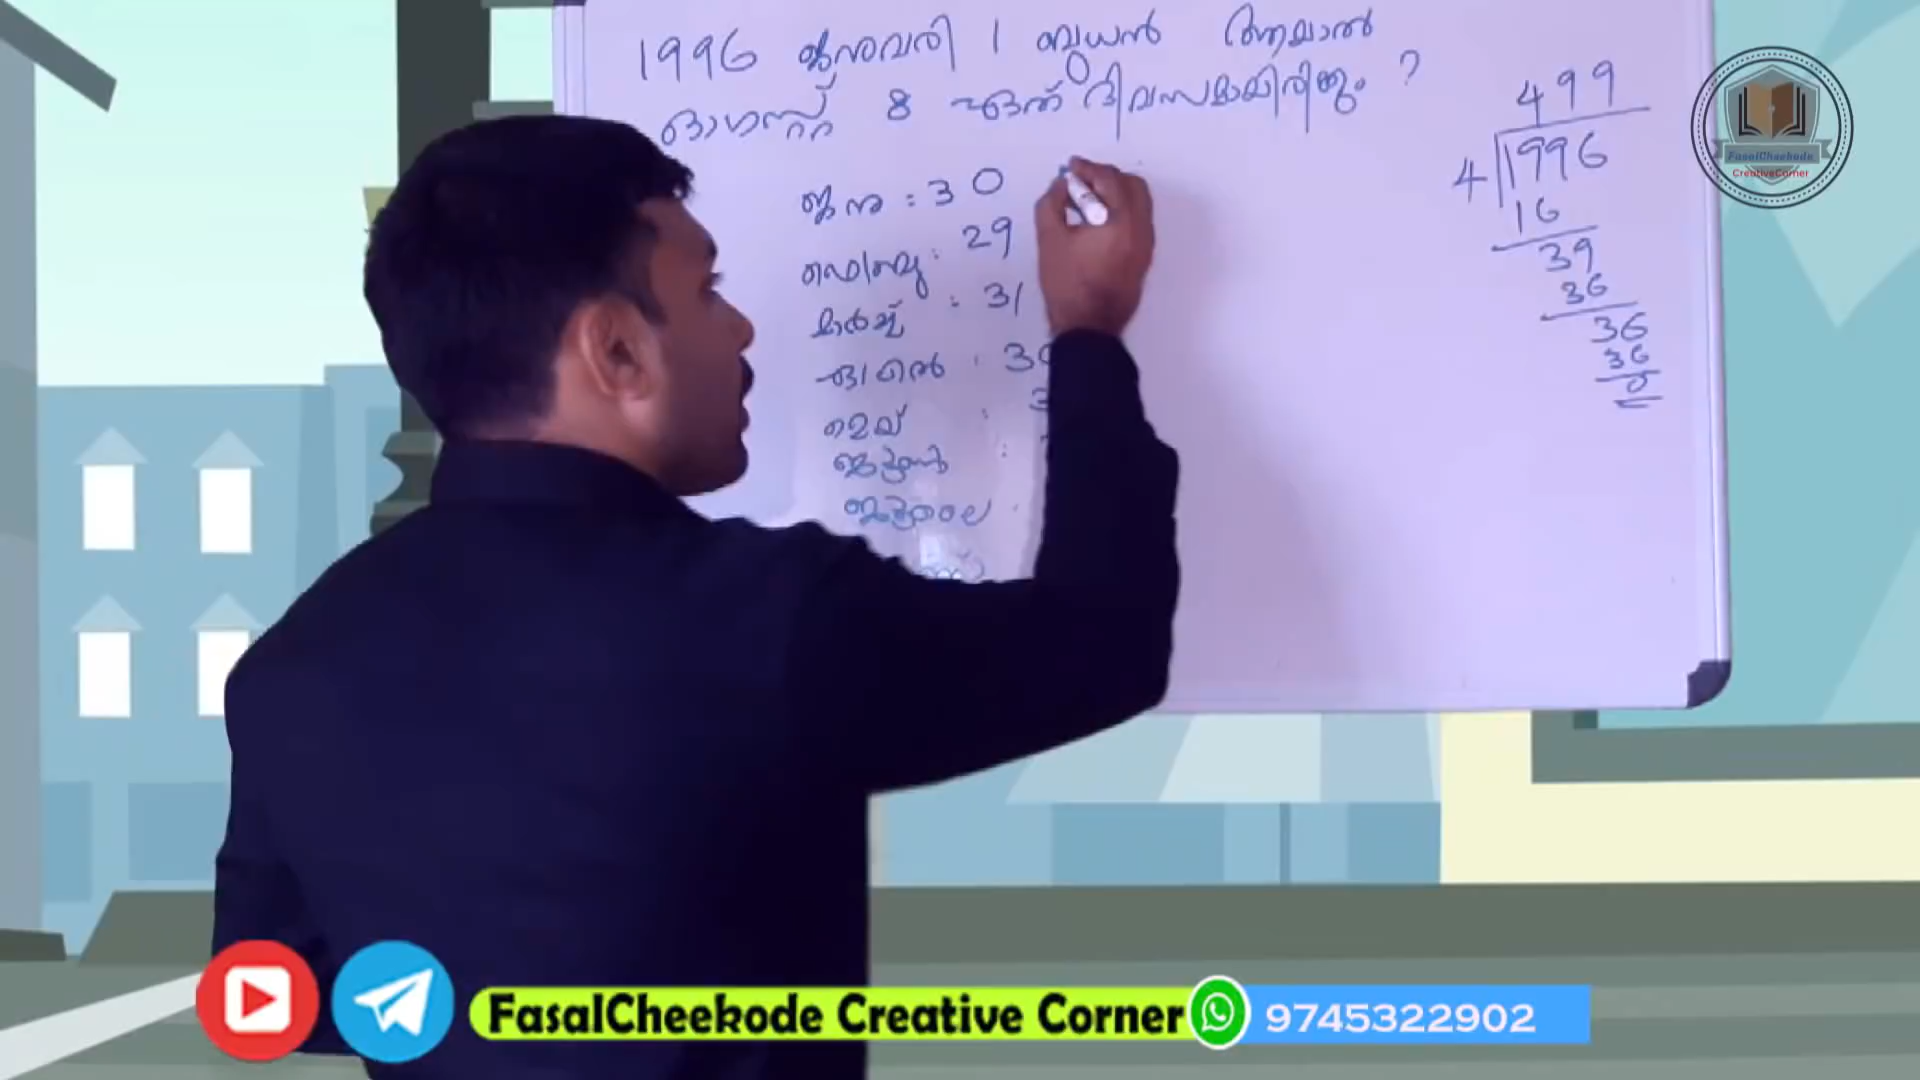 1996 ജനുവരി 1 ബുധൻ ആയാൽ
ഓഗസ്റ്റ് 8 ഏത് ദിവസമായിരിക്കും ?
ജനു : 30
ഫെബ്രു : 29
മാർച്ച് : 31
ഏപ്രിൽ : 30
മെയ് : 3
ജൂൺ :
ജൂലൈ :
499
4 1996
16
39
36
36
36
0
FasalCheekode
CreativeCorner
FasalCheekode Creative Corner
9745322902